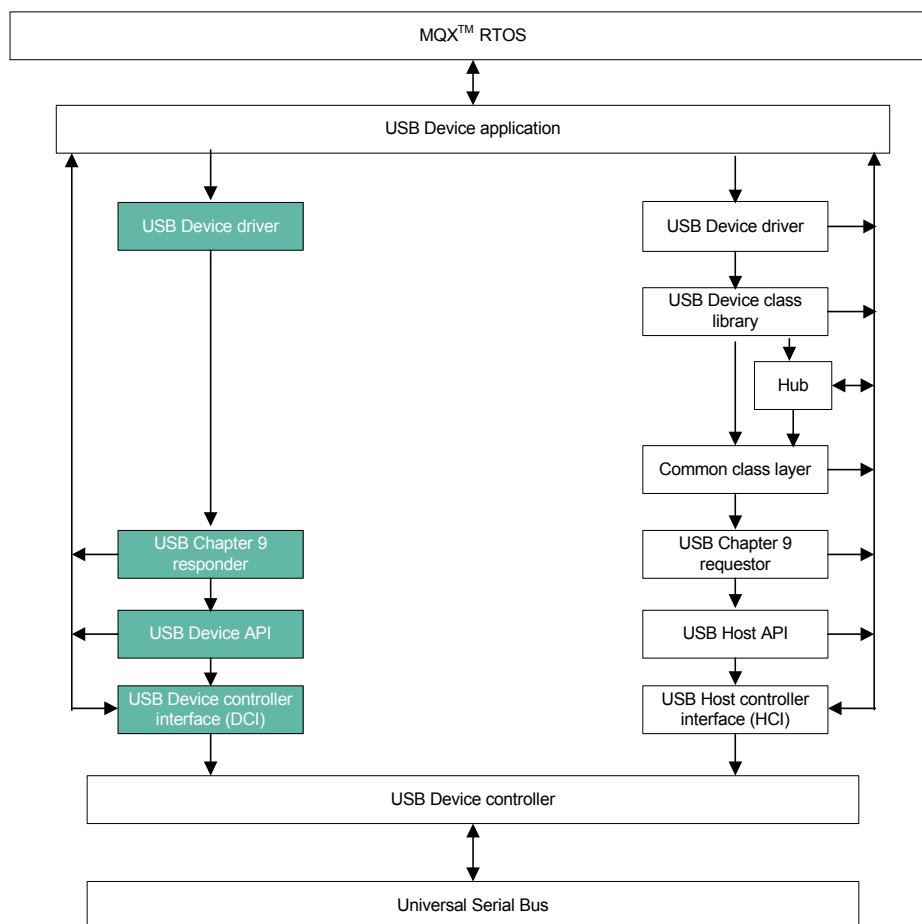 MQX™ RTOS
USB Device application
USB Device driver
USB Device driver
USB Device class
library
Hub
Common class layer
USB Chapter 9
responder
USB Chapter 9
requestor
USB Device API
USB Host API
USB Device controller
interface (DCI)
USB Host controller
interface (HCI)
USB Device controller
Universal Serial Bus